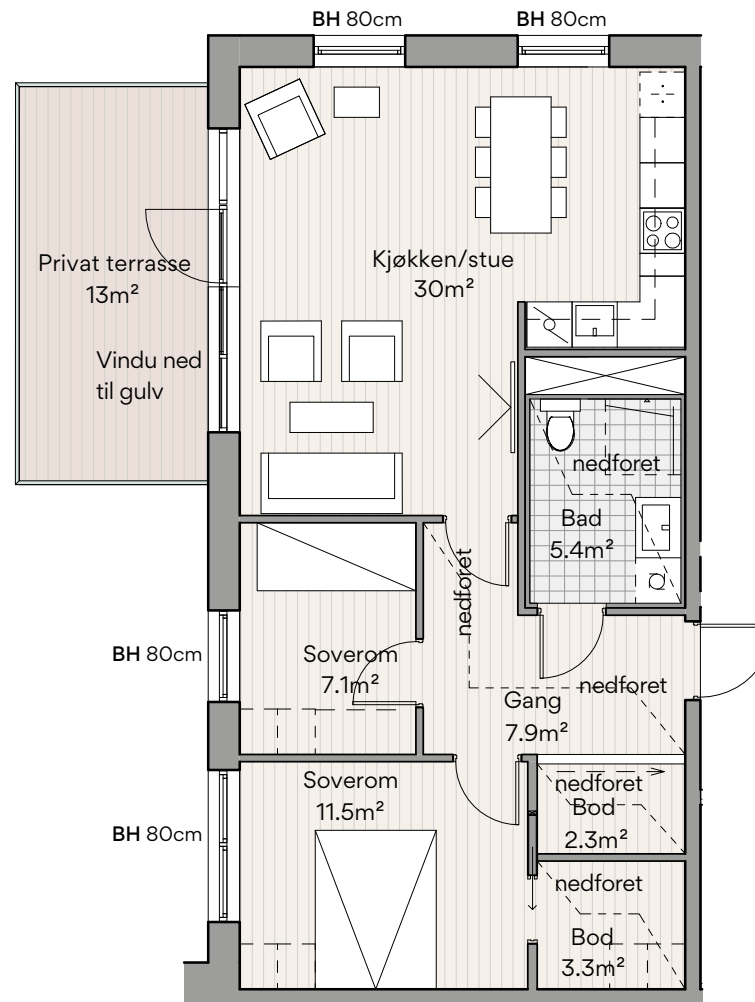 BH 80cm
BH 80cm
Privat terrasse
13m²
Kjøkken/stue
30m²
Vindu ned
til gulv
nedforet
Bad
5.4m²
nedforet
BH 80cm
Soverom
7.1m²
nedforet
Gang
7.9m²
Soverom
11.5m²
nedforet
Bod
2.3m²
BH 80cm
nedforet
Bod
3.3m²